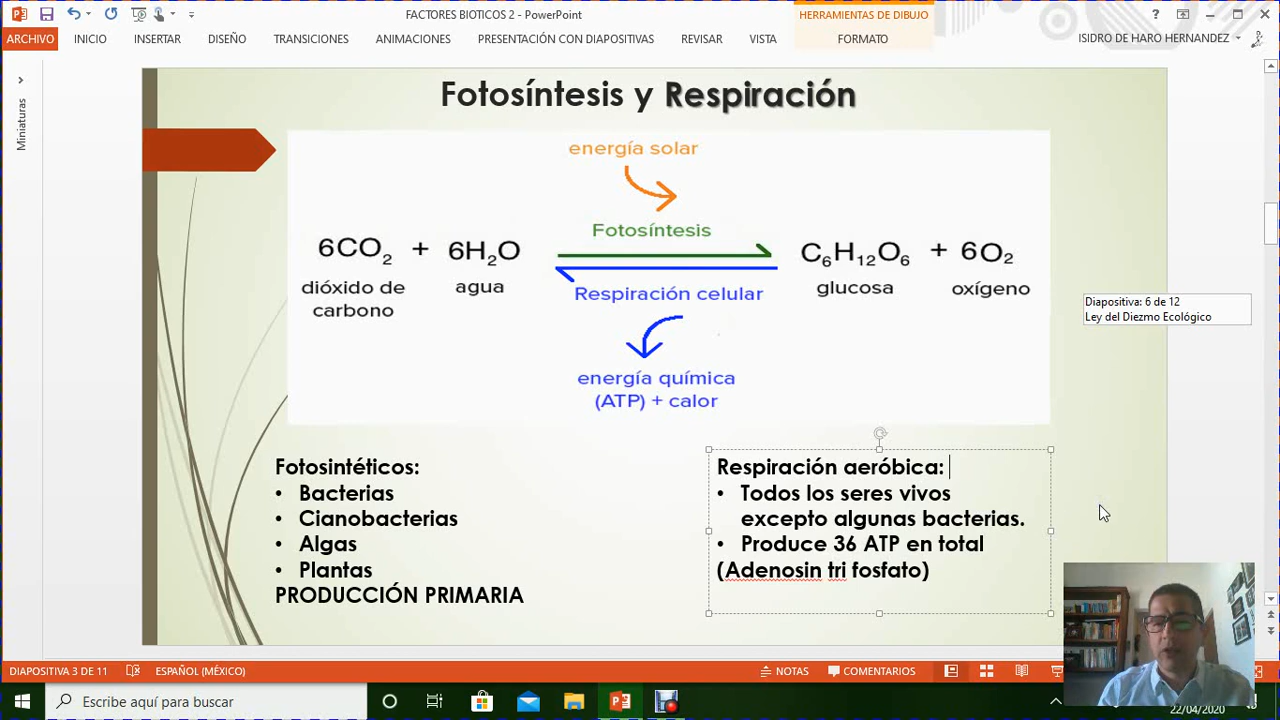 FACTORES BIOTICOS 2 - PowerPoint
HERRAMIENTAS DE DIBUJO
?
ARCHIVO
INICIO
INSERTAR
DISEÑO
TRANSICIONES
ANIMACIONES
PRESENTACIÓN CON DIAPOSITIVAS
REVISAR
VISTA
FORMATO
ISIDRO DE HARO HERNANDEZ
Miniaturas
Fotosíntesis y Respiración
energía solar
Fotosíntesis
6CO₂ + 6H₂O
C₆H₁₂O₆ + 6O₂
dióxido de
carbono
agua
Respiración celular
glucosa
oxígeno
energía química
(ATP) + calor
Diapositiva: 6 de 12
Ley del Diezmo Ecológico
Fotosintéticos:
• Bacterias
• Cianobacterias
• Algas
• Plantas
PRODUCCIÓN PRIMARIA
Respiración aeróbica:
• Todos los seres vivos
excepto algunas bacterias.
• Produce 36 ATP en total
(Adenosin tri fosfato)
DIAPOSITIVA 3 DE 11
ESPAÑOL (MÉXICO)
NOTAS
COMENTARIOS
Escribe aquí para buscar
22/04/2020